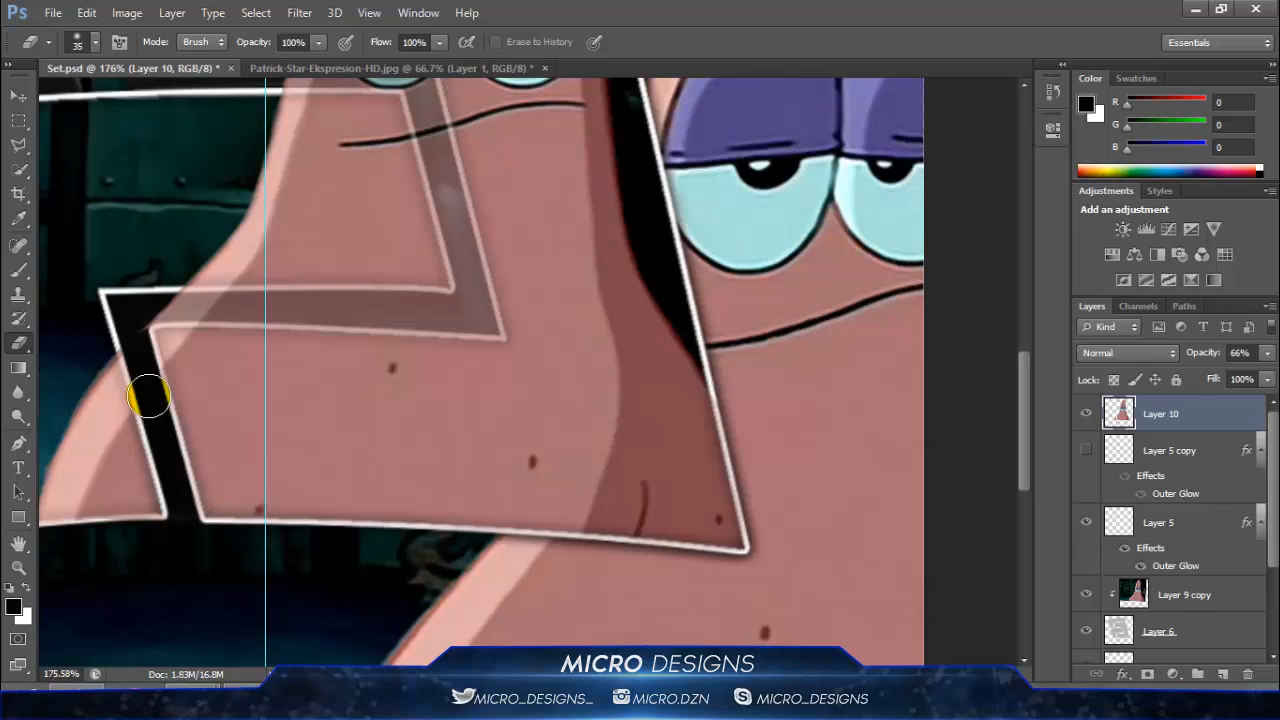 Ps File Edit Image Layer Type Select Filter 3D View Window Help
35 Mode: Brush Opacity: 100% Flow: 100% Erase to History Essentials
Set.psd @ 176% (Layer 10, RGB/8) * × Patrick-Star-Ekspresion-HD.jpg @ 66.7% (Layer 1, RGB/8) * ×
Color Swatches
R 0
G 0
B 0
Adjustments Styles
Add an adjustment
Layers Channels Paths
Kind
Normal Opacity: 66%
Lock: Fill: 100%
Layer 10
Layer 5 copy fx
Effects
Outer Glow
Layer 5 fx
Effects
Outer Glow
Layer 9 copy
Layer 6
175.58% Doc: 1.83M/16.8M
MICRO DESIGNS
MICRO_DESIGNS_ MICRO.DZN MICRO_DESIGNS